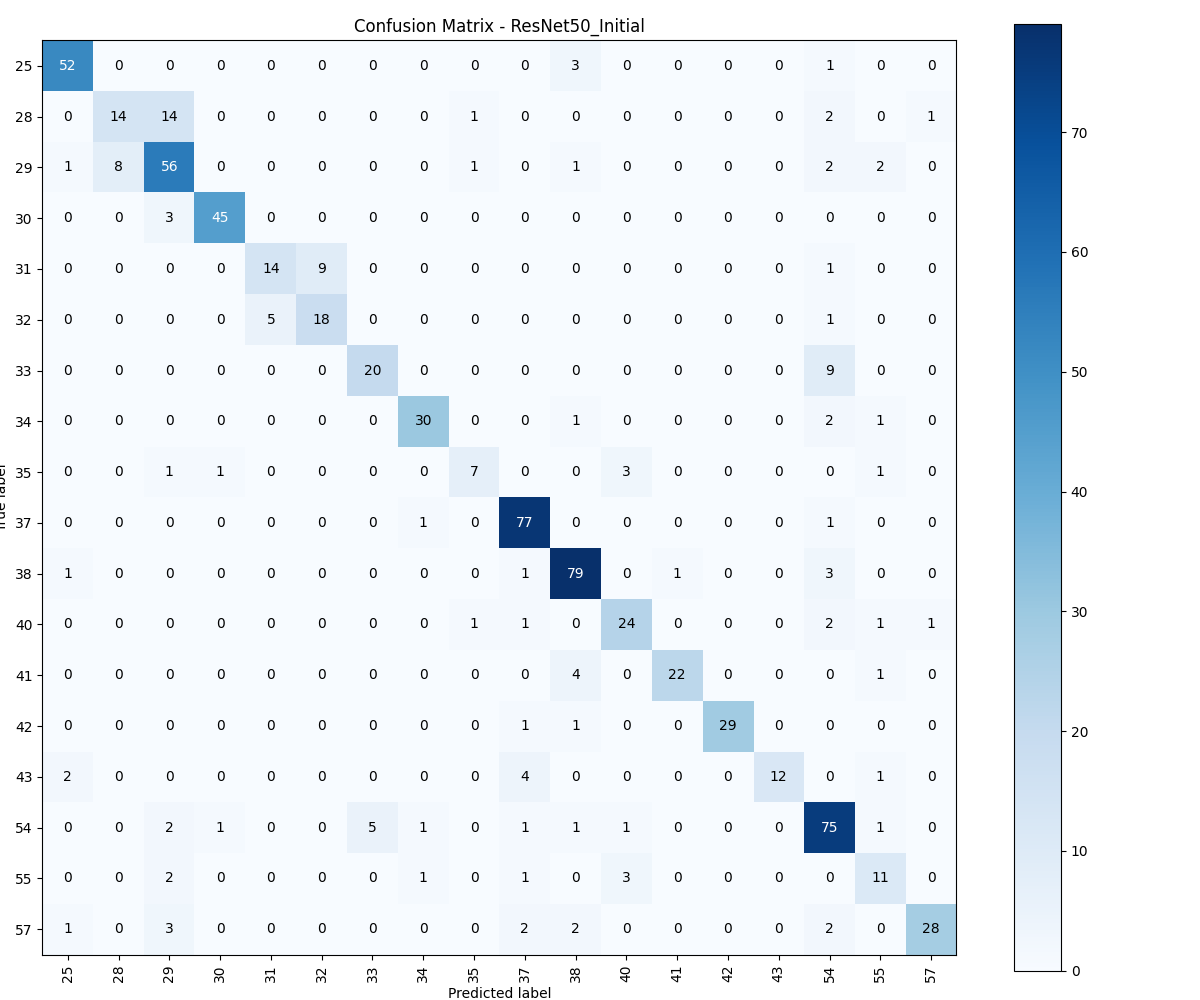 Confusion Matrix - ResNet50_Initial
25 52 0 0 0 0 0 0 0 0 0 3 0 0 0 0 1 0 0
28 0 14 14 0 0 0 0 0 1 0 0 0 0 0 0 2 0 1
29 1 8 56 0 0 0 0 0 1 0 1 0 0 0 0 2 2 0
30 0 0 3 45 0 0 0 0 0 0 0 0 0 0 0 0 0 0
31 0 0 0 0 14 9 0 0 0 0 0 0 0 0 0 1 0 0
32 0 0 0 0 5 18 0 0 0 0 0 0 0 0 0 1 0 0
33 0 0 0 0 0 0 20 0 0 0 0 0 0 0 0 9 0 0
34 0 0 0 0 0 0 0 30 0 0 1 0 0 0 0 2 1 0
35 0 0 1 1 0 0 0 0 7 0 0 3 0 0 0 0 1 0
37 0 0 0 0 0 0 0 1 0 77 0 0 0 0 0 1 0 0
38 1 0 0 0 0 0 0 0 0 1 79 0 1 0 0 3 0 0
40 0 0 0 0 0 0 0 0 1 1 0 24 0 0 0 2 1 1
41 0 0 0 0 0 0 0 0 0 0 4 0 22 0 0 0 1 0
42 0 0 0 0 0 0 0 0 0 1 1 0 0 29 0 0 0 0
43 2 0 0 0 0 0 0 0 0 4 0 0 0 0 12 0 1 0
54 0 0 2 1 0 0 5 1 0 1 1 1 0 0 0 75 1 0
55 0 0 2 0 0 0 0 1 0 1 0 3 0 0 0 0 11 0
57 1 0 3 0 0 0 0 0 0 2 2 0 0 0 0 2 0 28
25 28 29 30 31 32 33 34 35 37 38 40 41 42 43 54 55 57
Predicted label
label
70
60
50
40
30
20
10
0